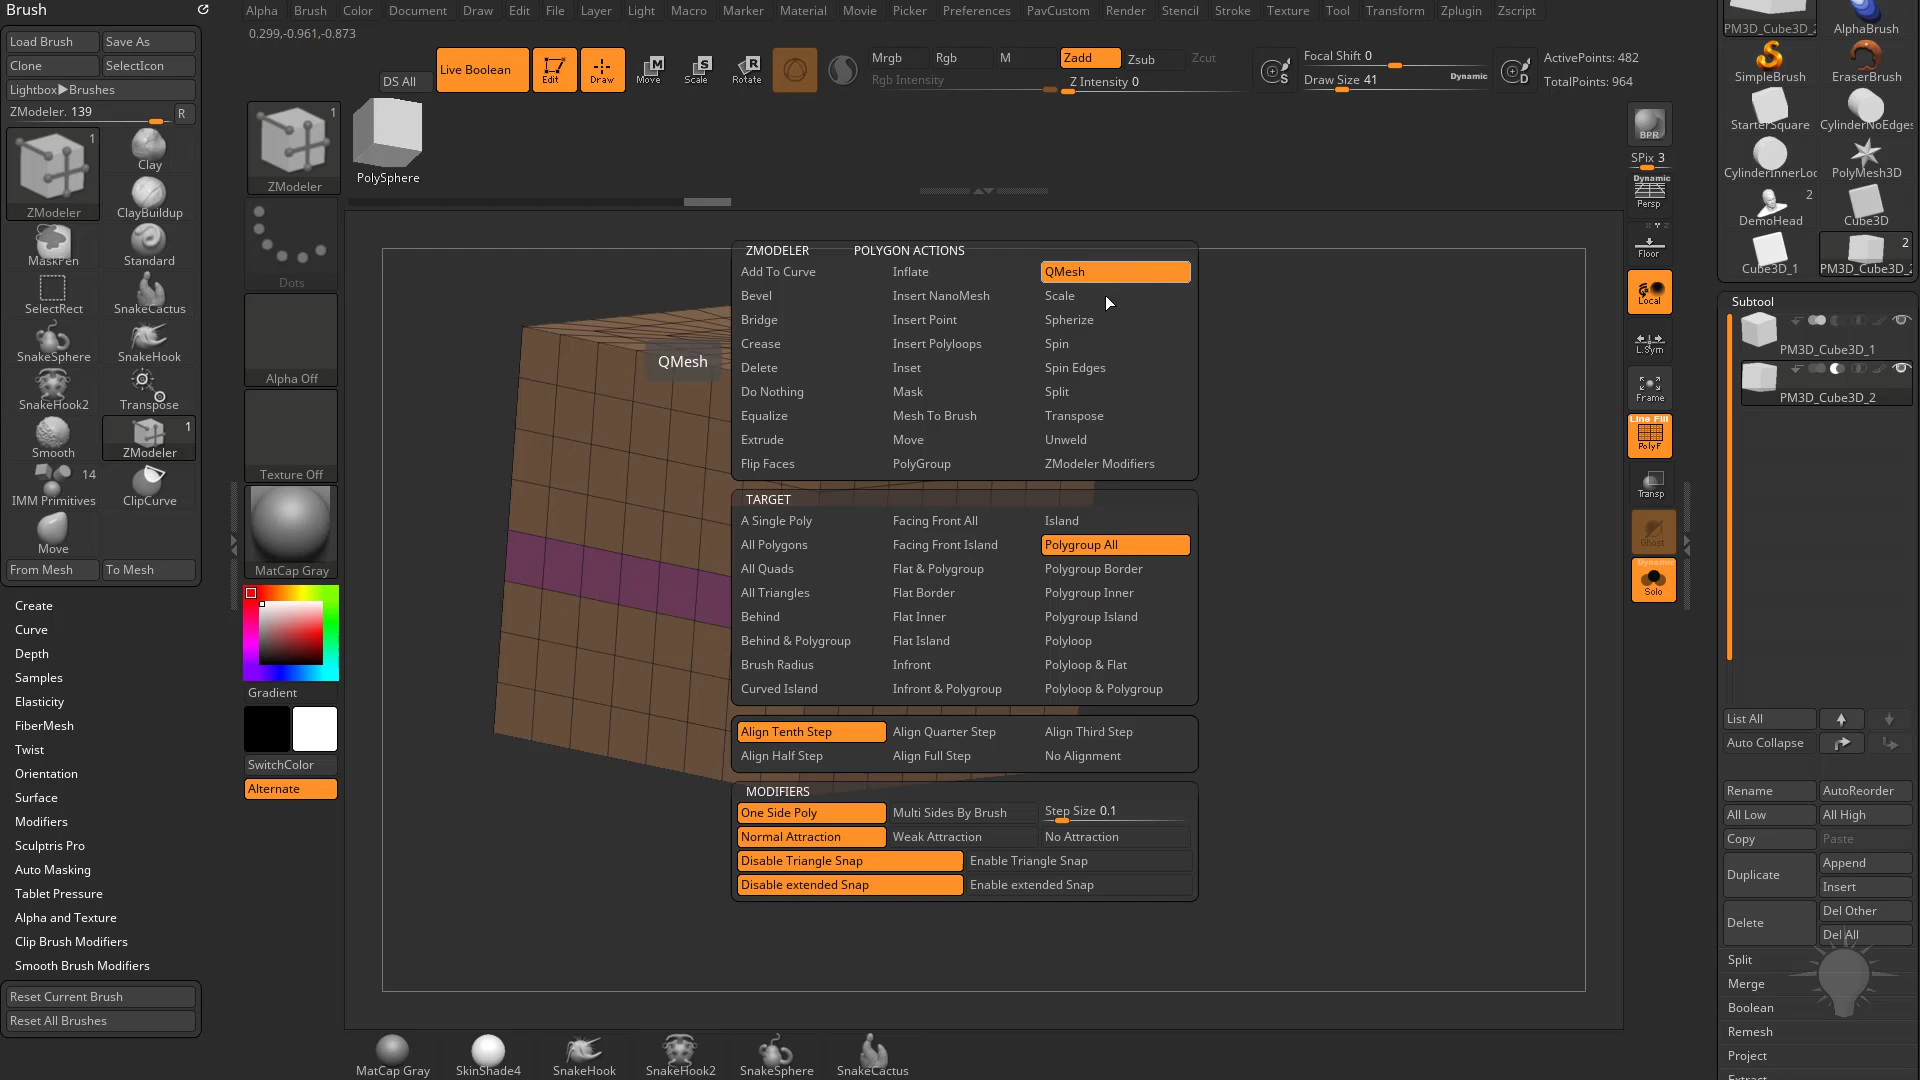 Brush
Alpha Brush Color Document Draw Edit File Layer Light Macro Marker Material Movie Picker Preferences PavCustom Render Stencil Stroke Texture Tool Transform Zplugin Zscript
0.299,-0.961,-0.873
Load Brush Save As
Clone SelectIcon
Lightbox▶Brushes
ZModeler. 139 R
1
ZModeler
Clay
ClayBuildup
MaskPen Standard
SelectRect SnakeCactus
SnakeSphere SnakeHook
SnakeHook2 Transpose
1
Smooth ZModeler
14
IMM Primitives ClipCurve
Move
From Mesh To Mesh
Create
Curve
Depth
Samples
Elasticity
FiberMesh
Twist
Orientation
Surface
Modifiers
Sculptris Pro
Auto Masking
Tablet Pressure
Alpha and Texture
Clip Brush Modifiers
Smooth Brush Modifiers
Reset Current Brush
Reset All Brushes
DS All
Live Boolean
Edit
Draw
M
Move
S
Scale
R
Rotate
Mrgb Rgb M
Rgb Intensity
Zadd Zsub Zcut
Z Intensity 0
S
Focal Shift 0
Draw Size 41 Dynamic
D
ActivePoints: 482
TotalPoints: 964
1
ZModeler
PolySphere
Dots
Alpha Off
Texture Off
MatCap Gray
Gradient
SwitchColor
Alternate
QMesh
ZMODELER POLYGON ACTIONS
Add To Curve Inflate QMesh
Bevel Insert NanoMesh Scale
Bridge Insert Point Spherize
Crease Insert Polyloops Spin
Delete Inset Spin Edges
Do Nothing Mask Split
Equalize Mesh To Brush Transpose
Extrude Move Unweld
Flip Faces PolyGroup ZModeler Modifiers
TARGET
A Single Poly Facing Front All Island
All Polygons Facing Front Island Polygroup All
All Quads Flat & Polygroup Polygroup Border
All Triangles Flat Border Polygroup Inner
Behind Flat Inner Polygroup Island
Behind & Polygroup Flat Island Polyloop
Brush Radius Infront Polyloop & Flat
Curved Island Infront & Polygroup Polyloop & Polygroup
Align Tenth Step Align Quarter Step Align Third Step
Align Half Step Align Full Step No Alignment
MODIFIERS
One Side Poly Multi Sides By Brush Step Size 0.1
Normal Attraction Weak Attraction No Attraction
Disable Triangle Snap Enable Triangle Snap
Disable extended Snap Enable extended Snap
MatCap Gray SkinShade4 SnakeHook SnakeHook2 SnakeSphere SnakeCactus
BPR
SPix 3
Dynamic
Persp
Floor
Local
L.Sym
Frame
Line Fill
PolyF
Transp
Ghost
Dynamic
Solo
PM3D_Cube3D_2 AlphaBrush
SimpleBrush EraserBrush
StarterSquare CylinderNoEdges
CylinderInnerLoo PolyMesh3D
2
DemoHead Cube3D
2
Cube3D_1 PM3D_Cube3D_2
Subtool
PM3D_Cube3D_1
PM3D_Cube3D_2
List All
Auto Collapse
Rename AutoReorder
All Low All High
Copy Paste
Duplicate Append
Insert
Delete Del Other
Del All
Split
Merge
Boolean
Remesh
Project
Extract